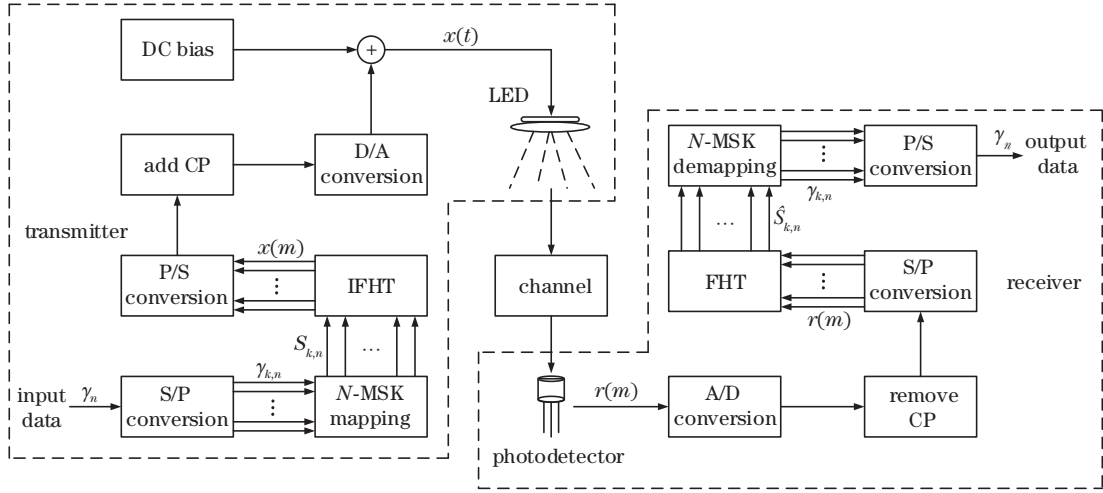 DC bias
+
x(t)
LED
add CP
D/A
conversion
transmitter
x(m)
P/S
conversion
⋮
IFHT
S_{k,n}
…
input
data
γ_n
S/P
conversion
γ_{k,n}
⋮
N-MSK
mapping
channel
photodetector
r(m)
A/D
conversion
remove
CP
N-MSK
demapping
⋮
γ_{k,n}
P/S
conversion
γ_n
output
data
…
Ŝ_{k,n}
FHT
⋮
r(m)
S/P
conversion
receiver